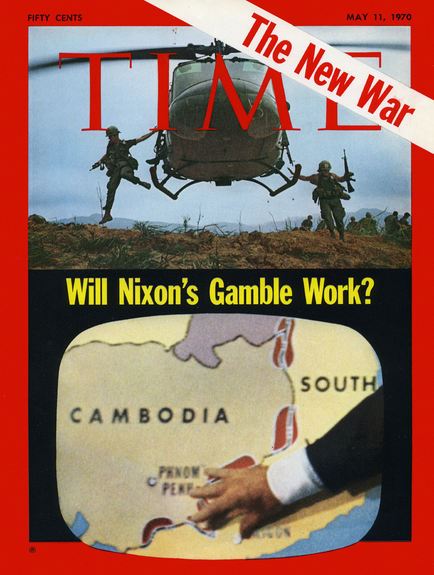 FIFTY CENTS
MAY 11, 1970
The New War
TIME
Will Nixon's Gamble Work?
SOUTH
CAMBODIA
PHNOM
PENH
®